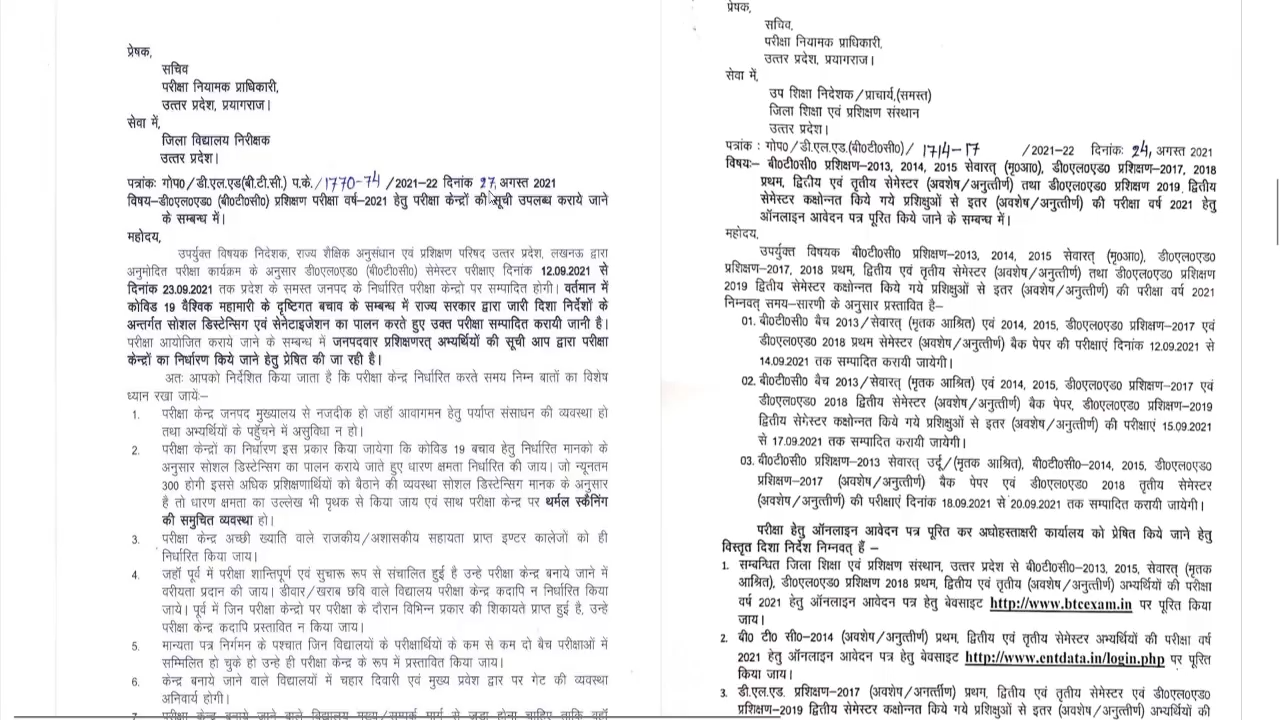 प्रेषक,
सचिव
परीक्षा नियामक प्राधिकारी,
उत्तर प्रदेश, प्रयागराज।
सेवा में,
जिला विद्यालय निरीक्षक
उत्तर प्रदेश।
पत्रांकः गोप0/डी.एल.एड(बी.टी.सी.) प.के./1770-74/2021-22 दिनांक 27, अगस्त 2021
विषय–डी0एल0एड0 (बी0टी0सी0) प्रशिक्षण परीक्षा वर्ष–2021 हेतु परीक्षा केन्द्रों की सूची उपलब्ध कराये जाने
के सम्बन्ध में।
महोदय,
उपर्युक्त विषयक निदेशक, राज्य शैक्षिक अनुसंधान एवं प्रशिक्षण परिषद उत्तर प्रदेश, लखनऊ द्वारा
अनुमोदित परीक्षा कार्यक्रम के अनुसार डी0एल0एड0 (बी0टी0सी0) सेमेस्टर परीक्षाए दिनांक 12.09.2021 से
दिनांक 23.09.2021 तक प्रदेश के समस्त जनपद के निर्धारित परीक्षा केन्द्रो पर सम्पादित होगी। वर्तमान में
कोविड 19 वैश्विक महामारी के दृष्टिगत बचाव के सम्बन्ध में राज्य सरकार द्वारा जारी दिशा निर्देशों के
अन्तर्गत सोशल डिस्टेन्सिग एवं सेनेटाइजेशन का पालन करते हुए उक्त परीक्षा सम्पादित करायी जानी है।
परीक्षा आयोजित कराये जाने के सम्बन्ध में जनपदवार प्रशिक्षणरत् अभ्यर्थियों की सूची आप द्वारा परीक्षा
केन्द्रों का निर्धारण किये जाने हेतु प्रेषित की जा रही है।
अतः आपको निर्देशित किया जाता है कि परीक्षा केन्द्र निर्धारित करते समय निम्न बातों का विशेष
ध्यान रखा जायेः–
1. परीक्षा केन्द्र जनपद मुख्यालय से नजदीक हो जहॉ आवागमन हेतु पर्याप्त संसाधन की व्यवस्था हो
तथा अभ्यर्थियों के पहुॅचने में असुविधा न हो।
2. परीक्षा केन्द्रों का निर्धारण इस प्रकार किया जायेगा कि कोविड 19 बचाव हेतु निर्धारित मानको के
अनुसार सोशल डिस्टेन्सिग का पालन कराये जाते हुए धारण क्षमता निर्धारित की जाय। जो न्यूनतम
300 होगी इससे अधिक प्रशिक्षणार्थियों को बैठाने की व्यवस्था सोशल डिस्टेन्सिग मानक के अनुसार
है तो धारण क्षमता का उल्लेख भी पृथक से किया जाय एवं साथ परीक्षा केन्द्र पर थर्मल स्कैनिंग
की समुचित व्यवस्था हो।
3. परीक्षा केन्द्र अच्छी ख्याति वाले राजकीय/अशासकीय सहायता प्राप्त इण्टर कालेजों को ही
निर्धारित किया जाय।
4. जहॉ पूर्व में परीक्षा शान्तिपूर्ण एवं सुचारू रूप से संचालित हुई है उन्हे परीक्षा केन्द्र बनाये जाने में
वरीयता प्रदान की जाय। डीवार/खराब छवि वाले विद्यालय परीक्षा केन्द्र कदापि न निर्धारित किया
जाये। पूर्व में जिन परीक्षा केन्द्रो पर परीक्षा के दौरान विभिन्न प्रकार की शिकायते प्राप्त हुई है, उन्हे
परीक्षा केन्द्र कदापि प्रस्तावित न किया जाय।
5. मान्यता पत्र निर्गमन के पश्चात जिन विद्यालयों के परीक्षार्थियों के कम से कम दो बैच परीक्षाओं में
सम्मिलित हो चुके हो उन्हे ही परीक्षा केन्द्र के रूप में प्रस्तावित किया जाय।
6. केन्द्र बनाये जाने वाले विद्यालयों में चहार दिवारी एवं मुख्य प्रवेश द्वार पर गेट की व्यवस्था
अनिवार्य होगी।
7. परीक्षा केन्द्र बनाये जाने वाले विद्यालय मुख्य/सम्पर्क मार्ग से जुड़ा होना चाहिए ताकि वहॉ
प्रेषक,
सचिव,
परीक्षा नियामक प्राधिकारी,
उत्तर प्रदेश, प्रयागराज।
सेवा में,
उप शिक्षा निदेशक/प्राचार्य,(समस्त)
जिला शिक्षा एवं प्रशिक्षण संस्थान
उत्तर प्रदेश।
पत्रांक : गोप0/डी.एल.एड.(बी0टी0सी0)/ 1714-17 /2021–22 दिनांकः 24, अगस्त 2021
विषयः– बी0टी0सी0 प्रशिक्षण–2013, 2014, 2015 सेवारत् (मृ0आ0), डी0एल0एड0 प्रशिक्षण–2017, 2018
प्रथम, द्वितीय एवं तृतीय सेमेस्टर (अवशेष/अनुत्तीर्ण) तथा डी0एल0एड0 प्रशिक्षण 2019 द्वितीय
सेमेस्टर कक्षोन्नत किये गये प्रशिक्षुओं से इतर (अवशेष/अनुत्तीर्ण) की परीक्षा वर्ष 2021 हेतु
ऑनलाइन आवेदन पत्र पूरित किये जाने के सम्बन्ध में।
महोदय,
उपर्युक्त विषयक बी0टी0सी0 प्रशिक्षण–2013, 2014, 2015 सेवारत् (मृ0आ0), डी0एल0एड0
प्रशिक्षण–2017, 2018 प्रथम, द्वितीय एवं तृतीय सेमेस्टर (अवशेष/अनुत्तीर्ण) तथा डी0एल0एड0 प्रशिक्षण
2019 द्वितीय सेमेस्टर कक्षोन्नत किये गये प्रशिक्षुओं से इतर (अवशेष/अनुत्तीर्ण) की परीक्षा वर्ष 2021
निम्नवत् समय–सारणी के अनुसार प्रस्तावित है–
01. बी0टी0सी0 बैच 2013/सेवारत् (मृतक आश्रित) एवं 2014, 2015, डी0एल0एड0 प्रशिक्षण–2017 एवं
डी0एल0एड0 2018 प्रथम सेमेस्टर (अवशेष/अनुत्तीर्ण) बैक पेपर की परीक्षाएं दिनांक 12.09.2021 से
14.09.2021 तक सम्पादित करायी जायेगी।
02. बी0टी0सी0 बैच 2013/सेवारत् (मृतक आश्रित) एवं 2014, 2015, डी0एल0एड0 प्रशिक्षण–2017 एवं
डी0एल0एड0 2018 द्वितीय सेमेस्टर (अवशेष/अनुत्तीर्ण) बैक पेपर, डी0एल0एड0 प्रशिक्षण–2019
द्वितीय सेमेस्टर कक्षोन्नत किये गये प्रशिक्षुओं से इतर (अवशेष/अनुत्तीर्ण) की परीक्षाएं 15.09.2021
से 17.09.2021 तक सम्पादित करायी जायेगी।
03. बी0टी0सी0 प्रशिक्षण–2013 सेवारत् उर्दू/(मृतक आश्रित), बी0टी0सी0–2014, 2015, डी0एल0एड0
प्रशिक्षण–2017 (अवशेष/अनुत्तीर्ण) बैक पेपर एवं डी0एल0एड0 2018 तृतीय सेमेस्टर
(अवशेष/अनुत्तीर्ण) की परीक्षाएं दिनांक 18.09.2021 से 20.09.2021 तक सम्पादित करायी जायेगी।
परीक्षा हेतु ऑनलाइन आवेदन पत्र पूरित कर अधोहस्ताक्षरी कार्यालय को प्रेषित किये जाने हेतु
विस्तृत दिशा निर्देश निम्नवत् हैं –
1. सम्बन्धित जिला शिक्षा एवं प्रशिक्षण संस्थान, उत्तर प्रदेश से बी0टी0सी0–2013, 2015, सेवारत् (मृतक
आश्रित), डी0एल0एड0 प्रशिक्षण 2018 प्रथम, द्वितीय एवं तृतीय (अवशेष/अनुत्तीर्ण) अभ्यर्थियों की परीक्षा
वर्ष 2021 हेतु ऑनलाइन आवेदन पत्र हेतु बेवसाइट http://www.btcexam.in पर पूरित किया
जाय।
2. बी0 टी0 सी0–2014 (अवशेष/अनुत्तीर्ण) प्रथम, द्वितीय एवं तृतीय सेमेस्टर अभ्यर्थियों की परीक्षा वर्ष
2021 हेतु ऑनलाइन आवेदन पत्र हेतु बेवसाइट http://www.entdata.in/login.php पर पूरित
किया जाय।
3. डी.एल.एड. प्रशिक्षण–2017 (अवशेष/अनुत्तीर्ण) प्रथम, द्वितीय एवं तृतीय सेमेस्टर एवं डी0एल0एड0
प्रशिक्षण–2019 द्वितीय सेमेस्टर कक्षोन्नत किये गये प्रशिक्षुओं से इतर (अवशेष/अनुत्तीर्ण) अभ्यर्थियों की